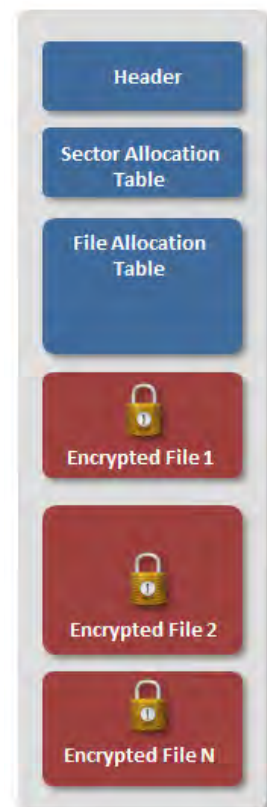 Header
Sector Allocation
Table
File Allocation
Table
Encrypted File 1
Encrypted File 2
Encrypted File N